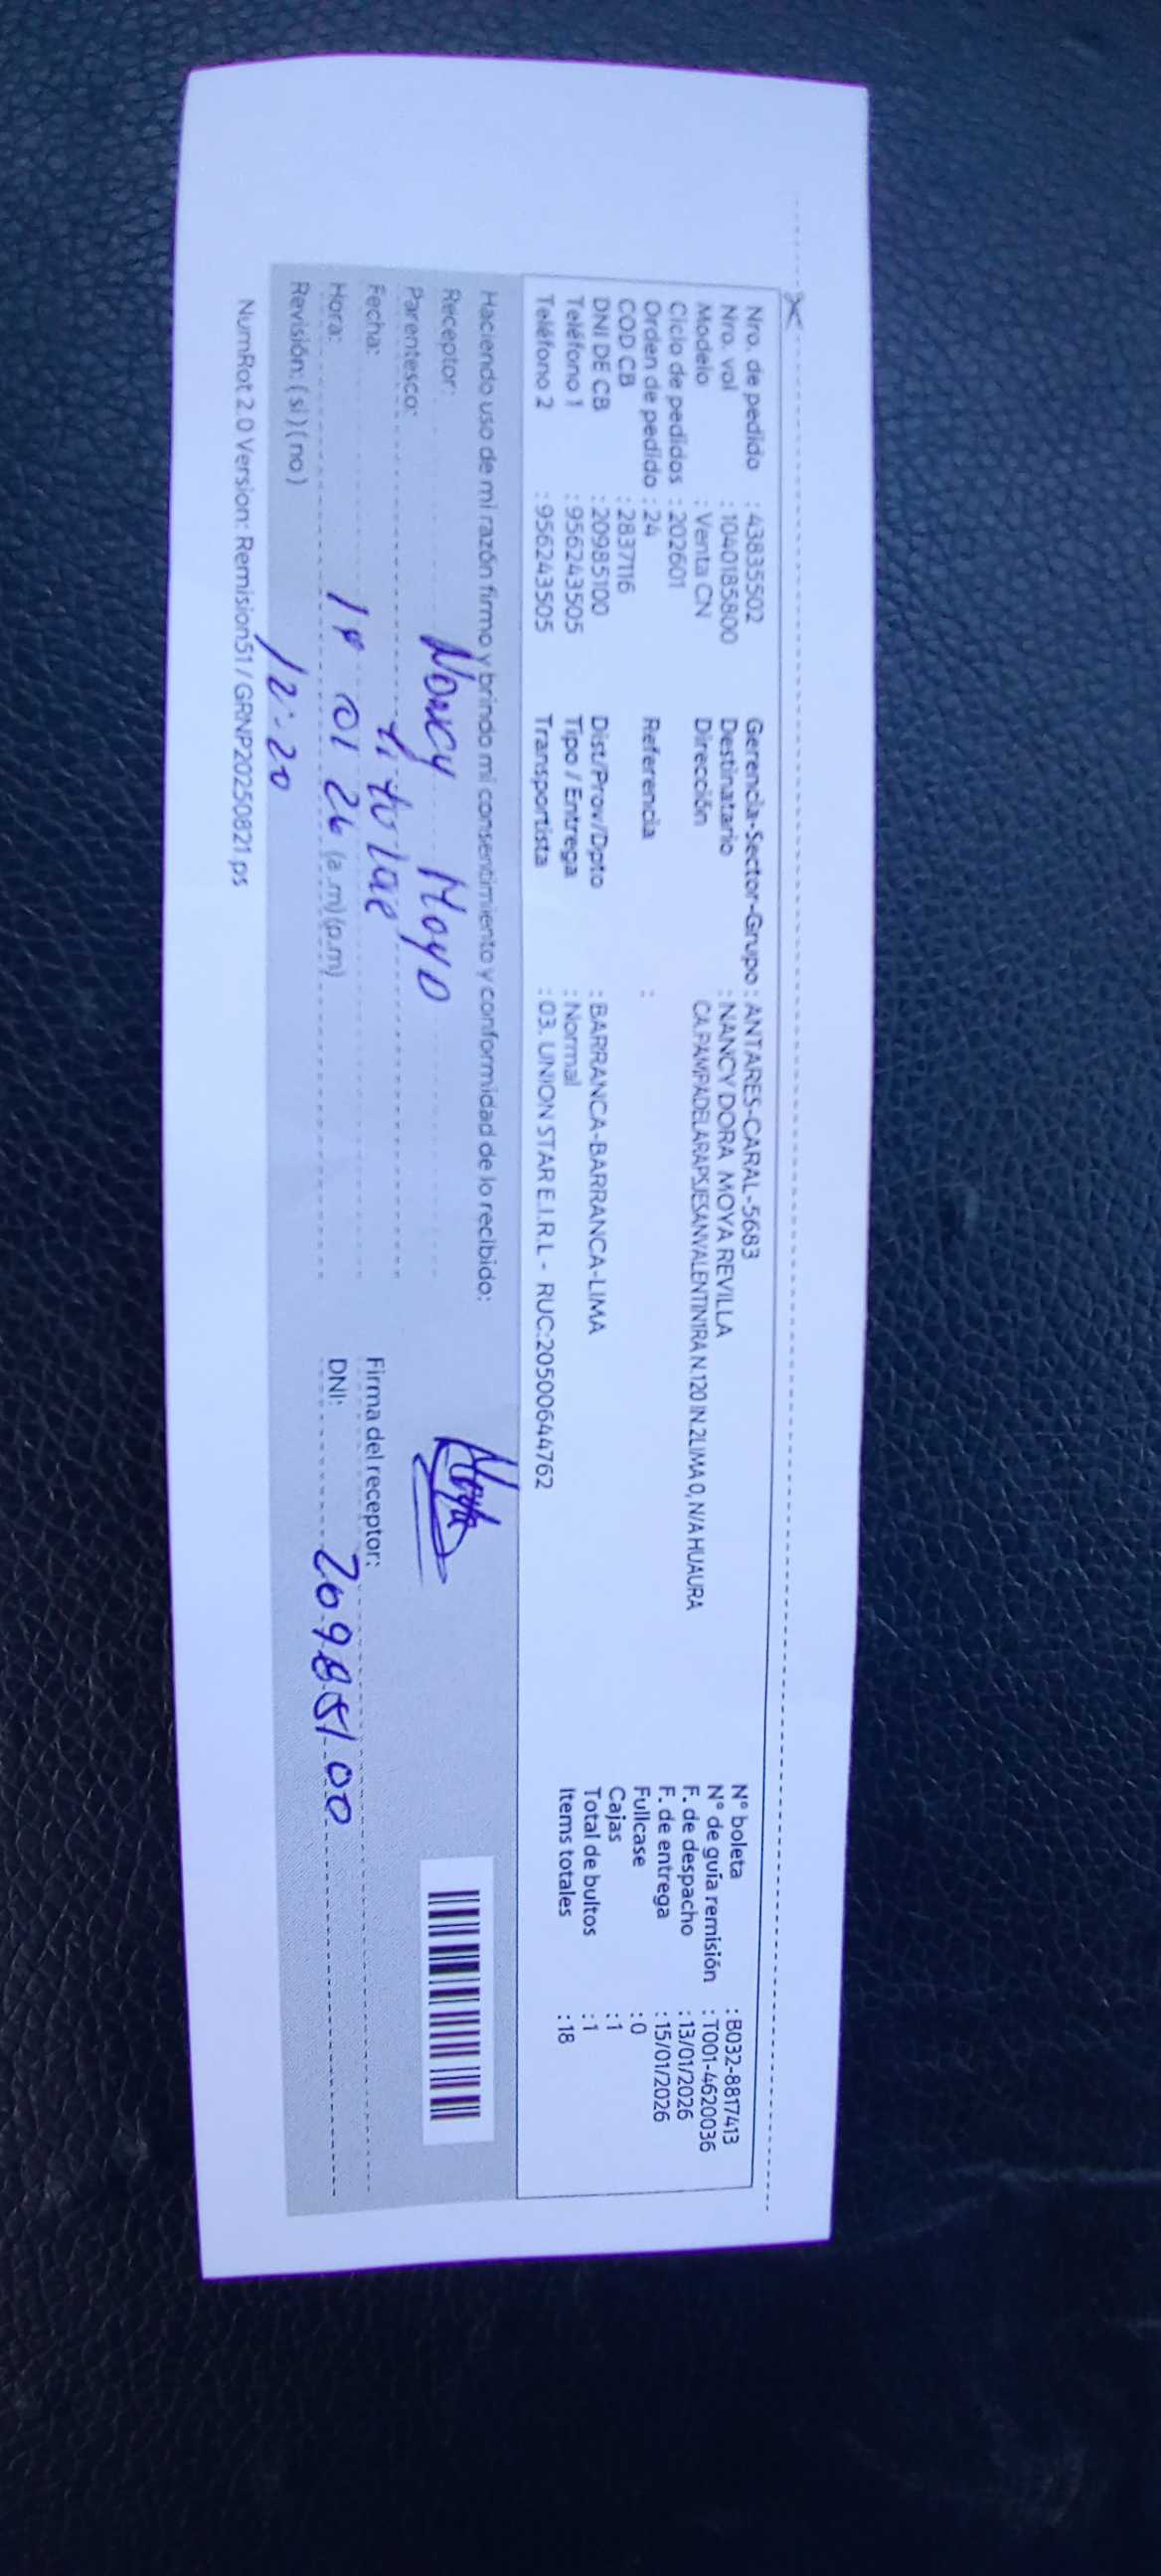 Nro. de pedido : 43835502 Gerencia-Sector-Grupo : ANTARES-CARAL-5683 N° boleta : B032-8817413
Nro. vol : 1040185800 Destinatario : NANCY DORA MOYA REVILLA N° de guía remisión : T001-4620036
Modelo : Venta CN Dirección CA.PAMPADELARAPSJESANVALENTIN1RA N.120 IN.2LIMA 0, N/A HUAURA F. de despacho : 13/01/2026
Ciclo de pedidos : 202601 F. de entrega : 15/01/2026
Orden de pedido : 24 Referencia : Fullcase : 0
COD CB : 2837116 Cajas : 1
DNI DE CB : 20985100 Dist/Prov/Dpto : BARRANCA-BARRANCA-LIMA Total de bultos : 1
Teléfono 1 : 956243505 Tipo / Entrega : Normal Items totales : 18
Teléfono 2 : 956243505 Transportista : 03. UNION STAR E.I.R.L - RUC:20500644762
Haciendo uso de mi razón firmo y brindo mi consentimiento y conformidad de lo recibido:
Receptor: Nancy Moya Moya
Parentesco: titular
Fecha: 01 26 Firma del receptor:
Hora: 12:20 (a.m) (p.m) DNI: 20985100
Revisión: ( si ) ( no )
NumRot 2.0 Version: Remision51 / GRNP20250821.ps